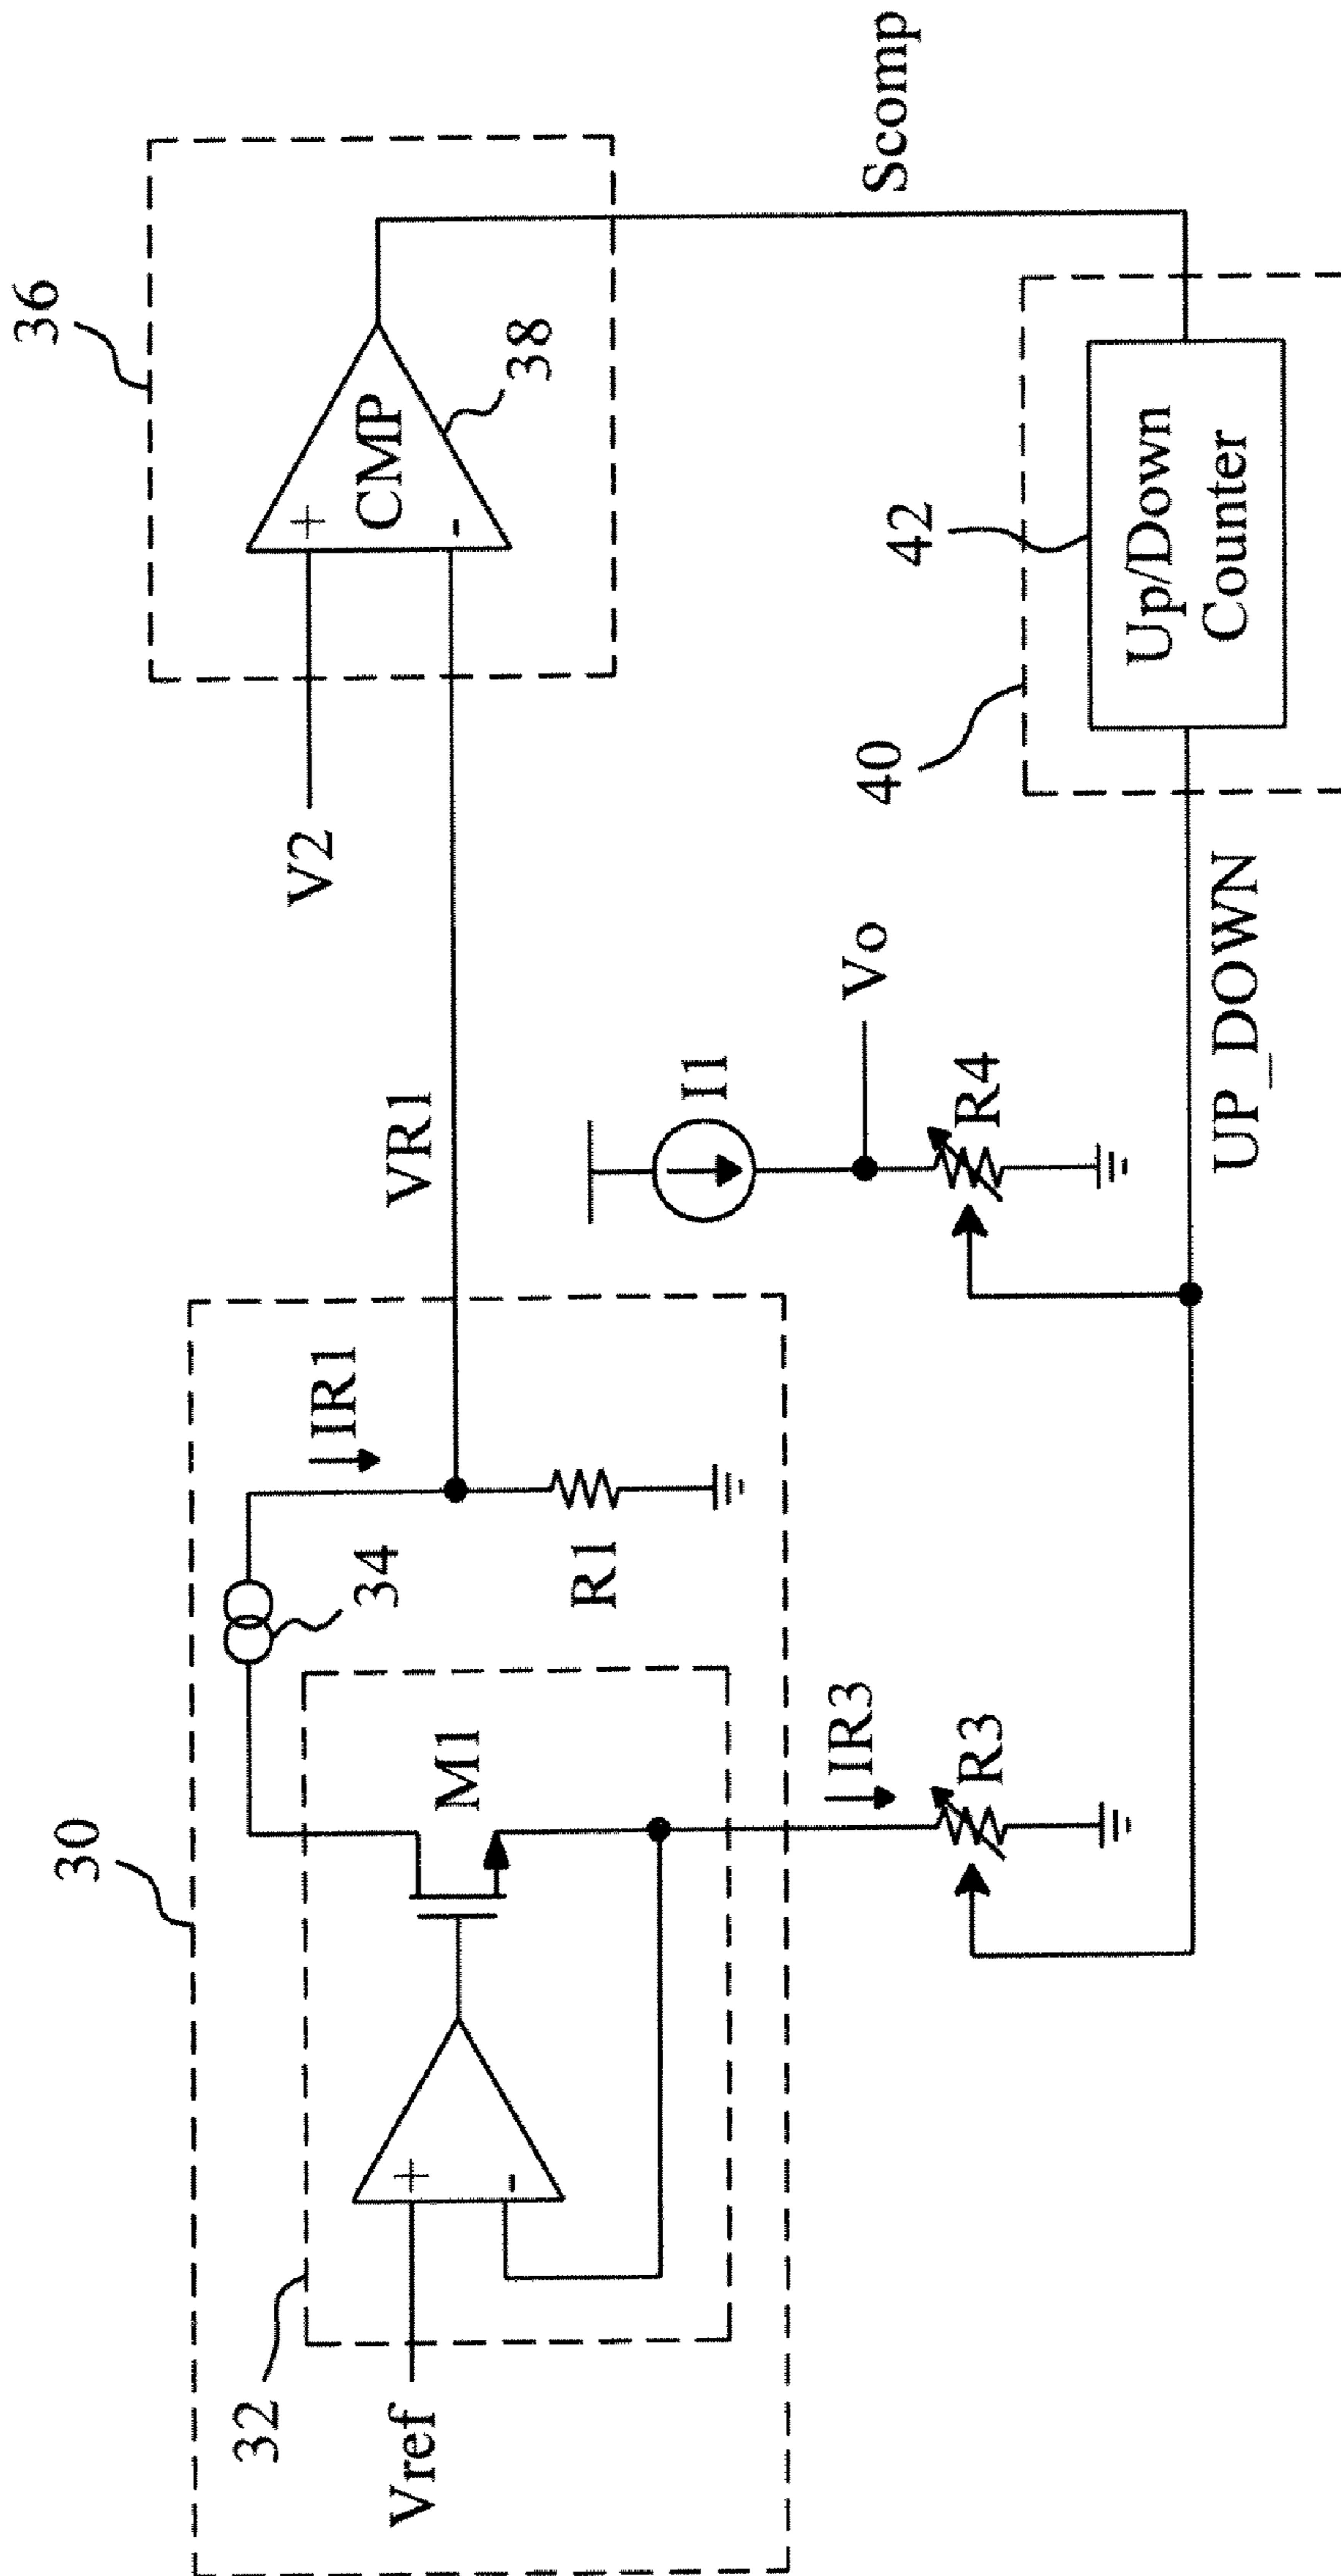 30
32
Vref
+
-
M1
34
IR1
R1
VR1
IR3
R3
36
V2
+
-
CMP
38
Scomp
I1
Vo
R4
40
42
Up/Down
Counter
UP_DOWN